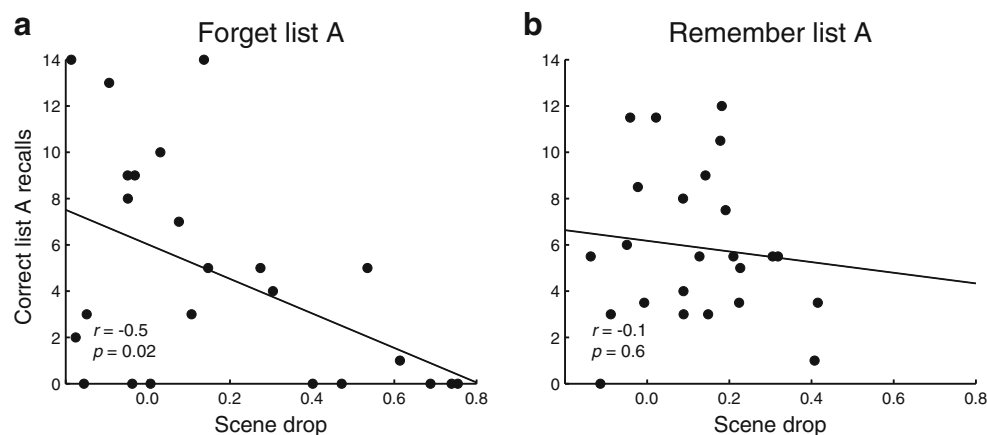 a
Forget list A
Correct list A recalls
14
12
10
8
6
4
2
0
r = -0.5
p = 0.02
0.0 0.2 0.4 0.6 0.8
Scene drop
b
Remember list A
14
12
10
8
6
4
2
0
r = -0.1
p = 0.6
0.0 0.2 0.4 0.6 0.8
Scene drop